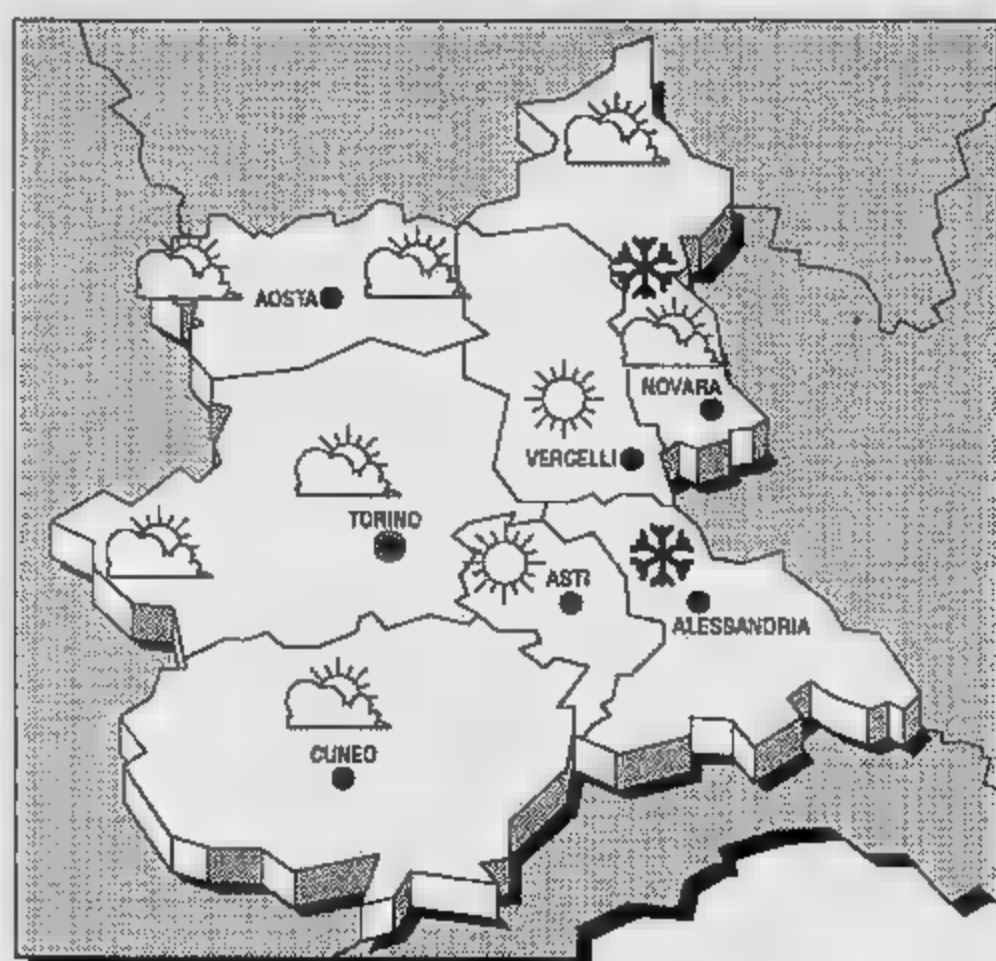 AOSTA
NOVARA
VERCELLI
TORINO
ASTI
ALESSANDRIA
CUNEO